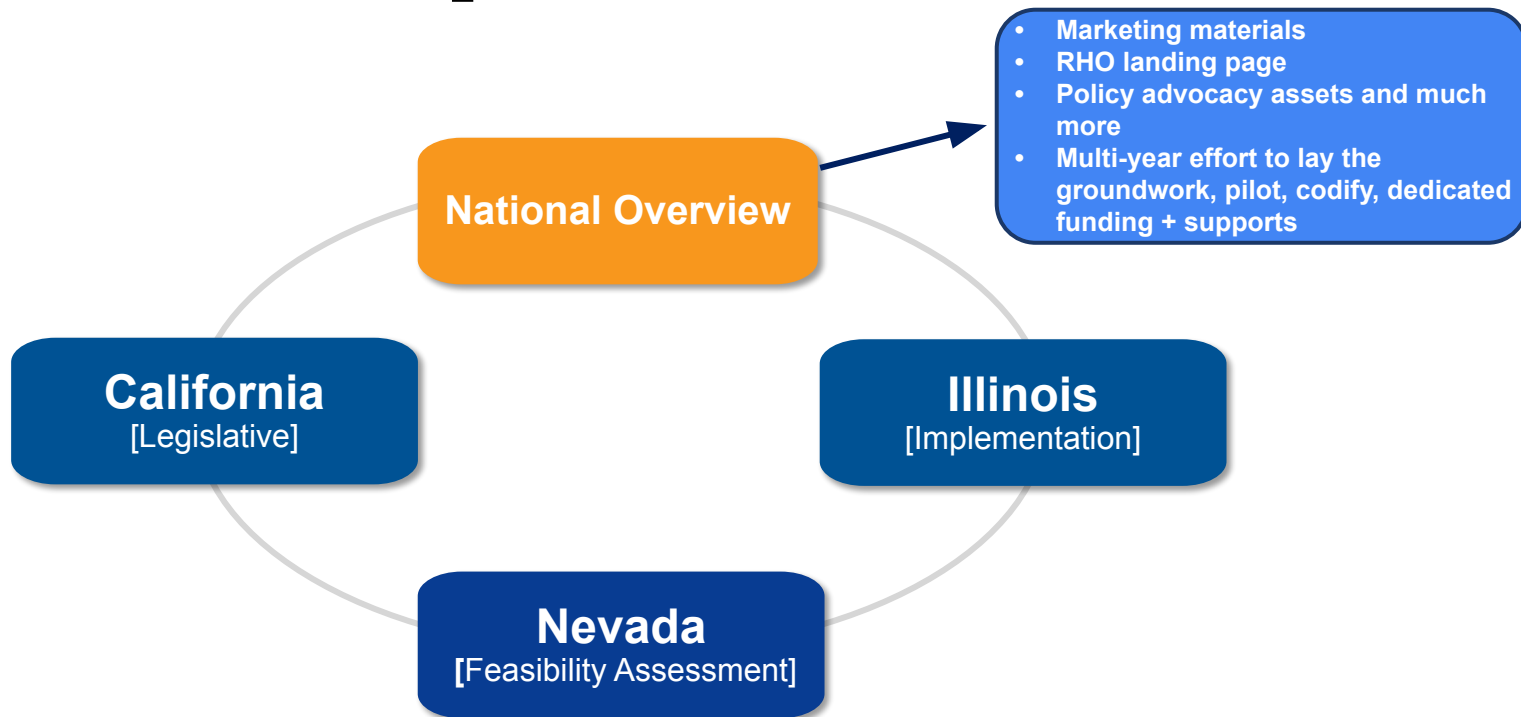 • Marketing materials
• RHO landing page
• Policy advocacy assets and much
more
• Multi-year effort to lay the
groundwork, pilot, codify, dedicated
funding + supports
National Overview
California
[Legislative]
Illinois
[Implementation]
Nevada
[Feasibility Assessment]